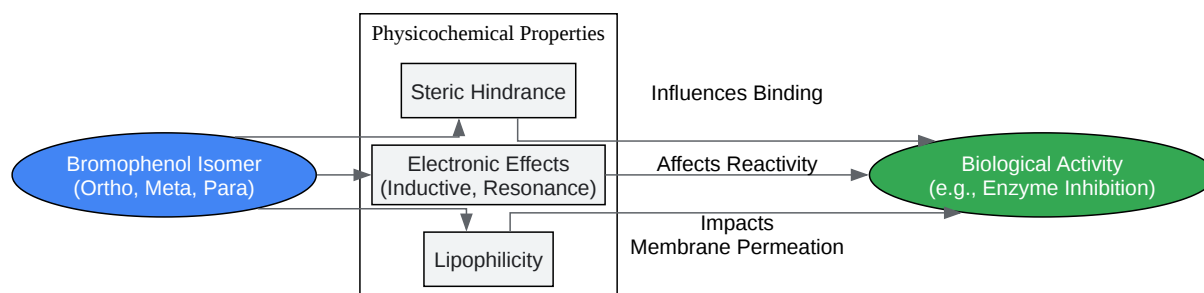 Physicochemical Properties
Steric Hindrance
Influences Binding
Bromophenol Isomer
(Ortho, Meta, Para)
Electronic Effects
(Inductive, Resonance)
Affects Reactivity
Biological Activity
(e.g., Enzyme Inhibition)
Lipophilicity
Impacts
Membrane Permeation